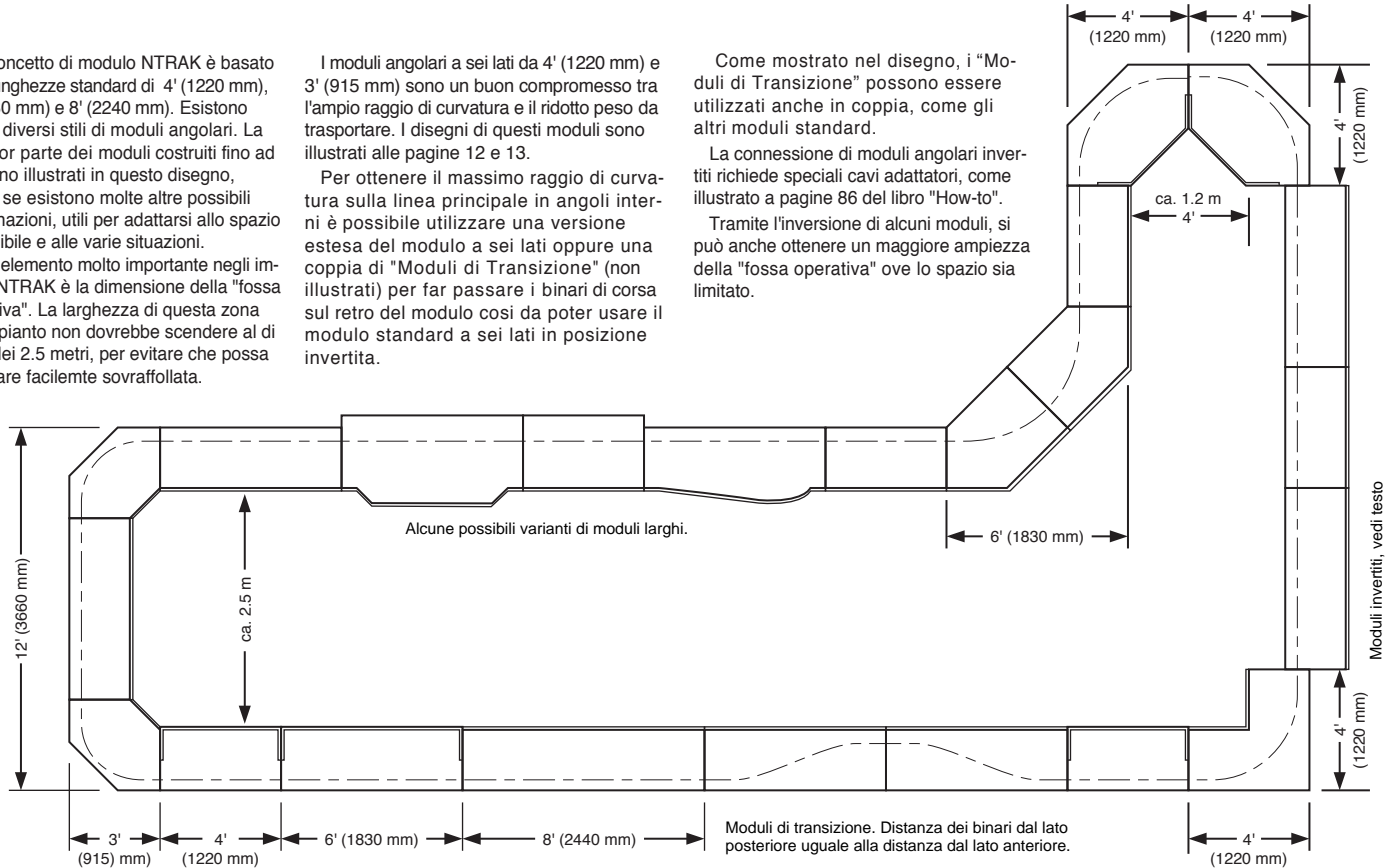 oncetto di modulo NTRAK è basato
nghezze standard di 4' (1220 mm),
0 mm) e 8' (2240 mm). Esistono
diversi stili di moduli angolari. La
or parte dei moduli costruiti fino ad
no illustrati in questo disegno,
se esistono molte altre possibili
nazioni, utili per adattarsi allo spazio
ibile e alle varie situazioni.
elemento molto importante negli im-
NTRAK è la dimensione della "fossa
iva". La larghezza di questa zona
pianto non dovrebbe scendere al di
dei 2.5 metri, per evitare che possa
are facilemte sovraffollata.
I moduli angolari a sei lati da 4' (1220 mm) e
3' (915 mm) sono un buon compromesso tra
l'ampio raggio di curvatura e il ridotto peso da
trasportare. I disegni di questi moduli sono
illustrati alle pagine 12 e 13.
Per ottenere il massimo raggio di curva-
tura sulla linea principale in angoli inter-
ni è possibile utilizzare una versione
estesa del modulo a sei lati oppure una
coppia di "Moduli di Transizione" (non
illustrati) per far passare i binari di corsa
sul retro del modulo cosi da poter usare il
modulo standard a sei lati in posizione
invertita.
Come mostrato nel disegno, i “Mo-
duli di Transizione” possono essere
utilizzati anche in coppia, come gli
altri moduli standard.
La connessione di moduli angolari inver-
titi richiede speciali cavi adattatori, come
illustrato a pagina 86 del libro "How-to".
Tramite l'inversione di alcuni moduli, si
può anche ottenere un maggiore ampiezza
della "fossa operativa" ove lo spazio sia
limitato.
4'
(1220 mm)
4'
(1220 mm)
4'
(1220 mm)
ca. 1.2 m
4'
12' (3660 mm)
ca. 2.5 m
Alcune possibili varianti di moduli larghi.
6' (1830 mm)
Moduli invertiti, vedi testo
4'
(1220 mm)
3'
(915) mm)
4'
(1220 mm)
6' (1830 mm)
8' (2440 mm)
Moduli di transizione. Distanza dei binari dal lato
posteriore uguale alla distanza dal lato anteriore.
4'
(1220 mm)